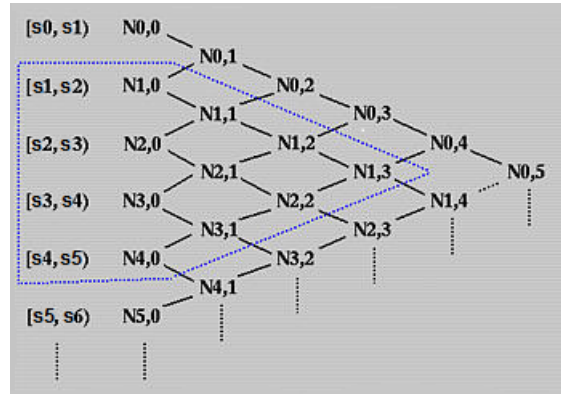 [s0, s1) N0,0
N0,1
[s1, s2) N1,0 N0,2
N1,1 N0,3
[s2, s3) N2,0 N1,2 N0,4
N2,1 N1,3 N0,5
[s3, s4) N3,0 N2,2 N1,4
N3,1 N2,3
[s4, s5) N4,0 N3,2
N4,1
[s5, s6) N5,0